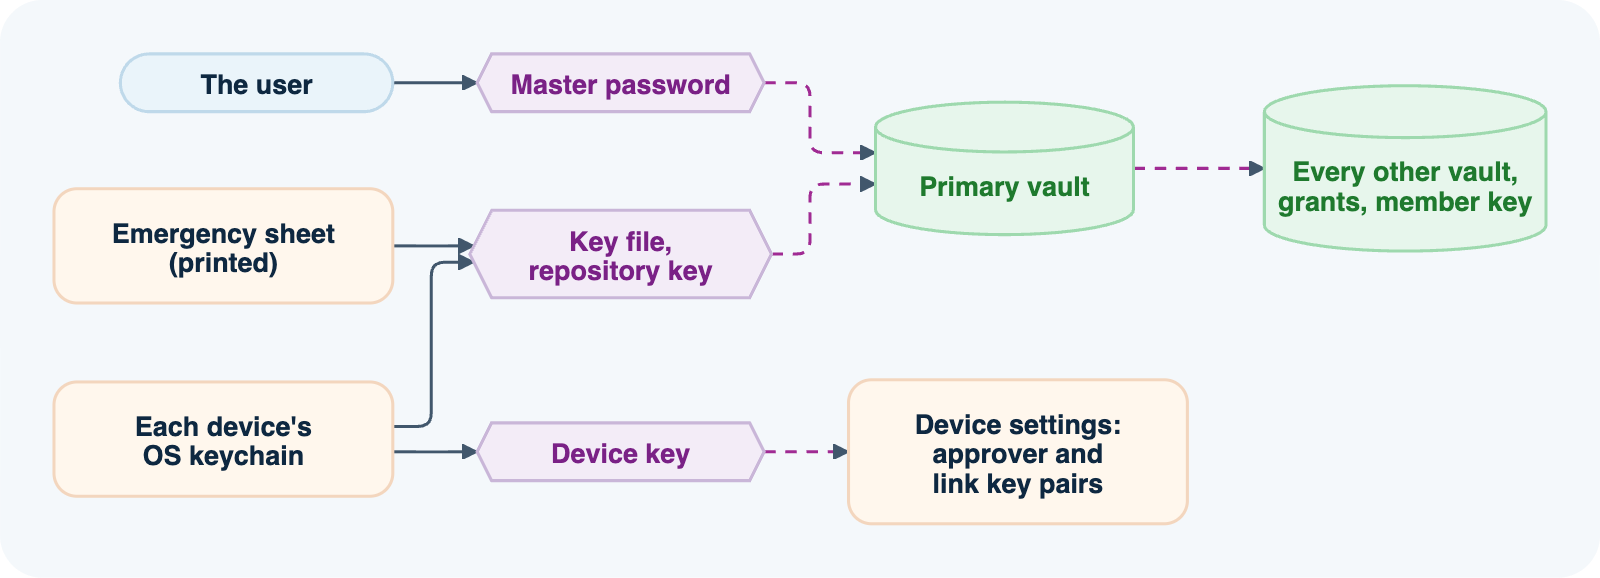 The user
Master password
Primary vault
Every other vault,
grants, member key
Emergency sheet
(printed)
Key file,
repository key
Each device's
OS keychain
Device key
Device settings:
approver and
link key pairs